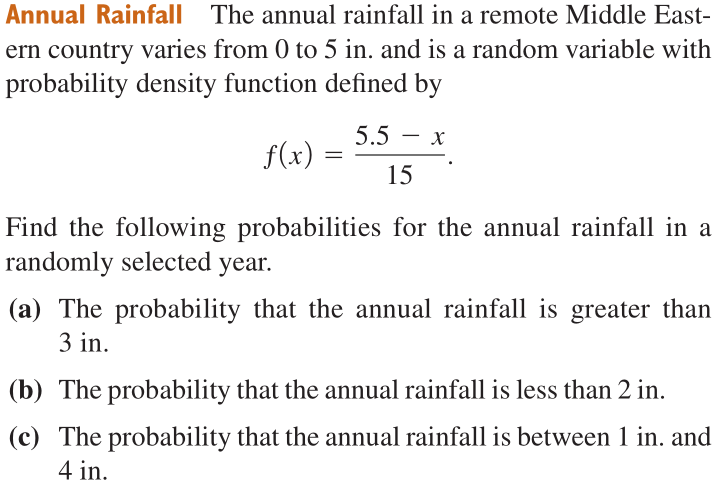 Annual Rainfall The annual rainfall in a remote Middle East-
ern country varies from 0 to 5 in. and is a random variable with
probability density function defined by
f(x) = \frac{5.5 − x}{15}.
Find the following probabilities for the annual rainfall in a
randomly selected year.
(a) The probability that the annual rainfall is greater than
3 in.
(b) The probability that the annual rainfall is less than 2 in.
(c) The probability that the annual rainfall is between 1 in. and
4 in.